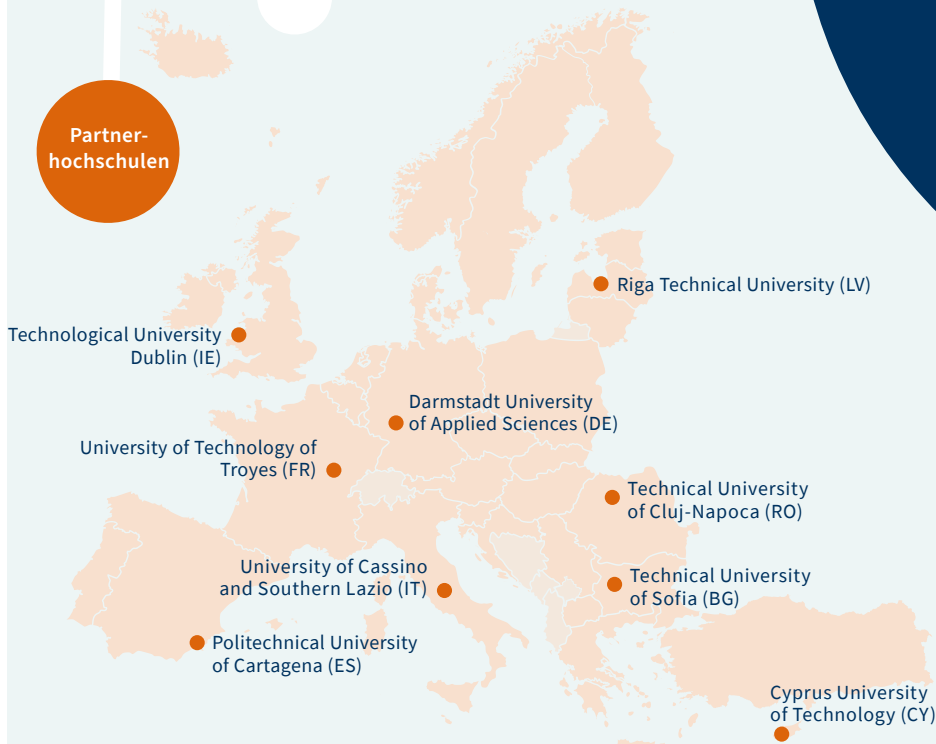 Partner-
hochschulen
Riga Technical University (LV)
Technological University
Dublin (IE)
Darmstadt University
of Applied Sciences (DE)
University of Technology of
Troyes (FR)
Technical University
of Cluj-Napoca (RO)
University of Cassino
and Southern Lazio (IT)
Technical University
of Sofia (BG)
Politechnical University
of Cartagena (ES)
Cyprus University
of Technology (CY)